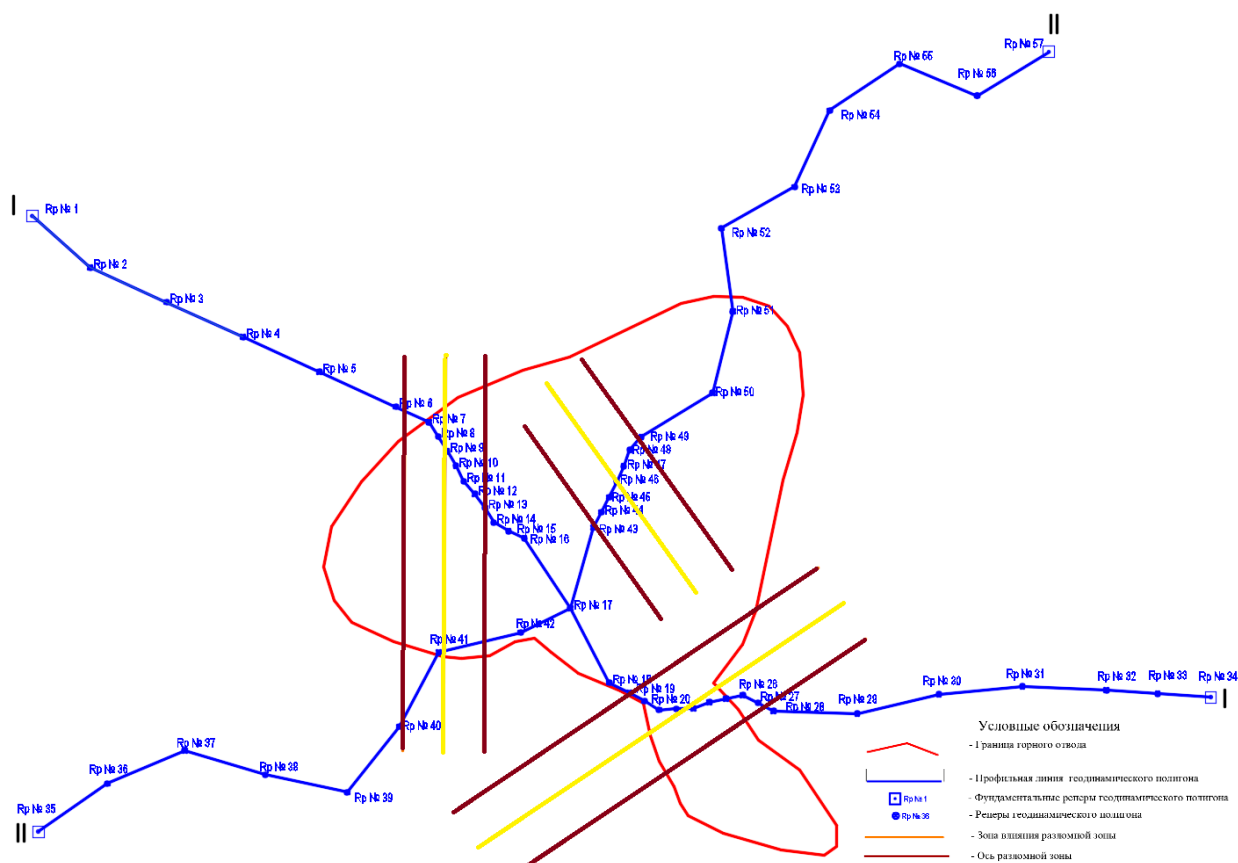 II
Rp № 57
Rp № 55
Rp № 56
Rp № 54
Rp № 53
I
Rp № 1
Rp № 52
Rp № 2
Rp № 3
Rp № 51
Rp № 4
Rp № 5
Rp № 50
Rp № 6
Rp № 7
Rp № 8
Rp № 49
Rp № 9
Rp № 48
Rp № 10
Rp № 47
Rp № 11
Rp № 46
Rp № 12
Rp № 45
Rp № 13
Rp № 44
Rp № 14
Rp № 43
Rp № 15
Rp № 16
Rp № 17
Rp № 42
Rp № 41
Rp № 18
Rp № 19
Rp № 20
Rp № 26
Rp № 27
Rp № 28
Rp № 29
Rp № 30
Rp № 31
Rp № 32
Rp № 33
Rp № 34
I
Rp № 40
Rp № 37
Rp № 36
Rp № 38
Rp № 39
Rp № 35
II
Условные обозначения
- Граница горного отвода
- Профильная линия геодинамического полигона
Rp № 1 - Фундаментальные реперы геодинамического полигона
Rp № 36 - Реперы геодинамического полигона
- Зона влияния разломной зоны
- Ось разломной зоны